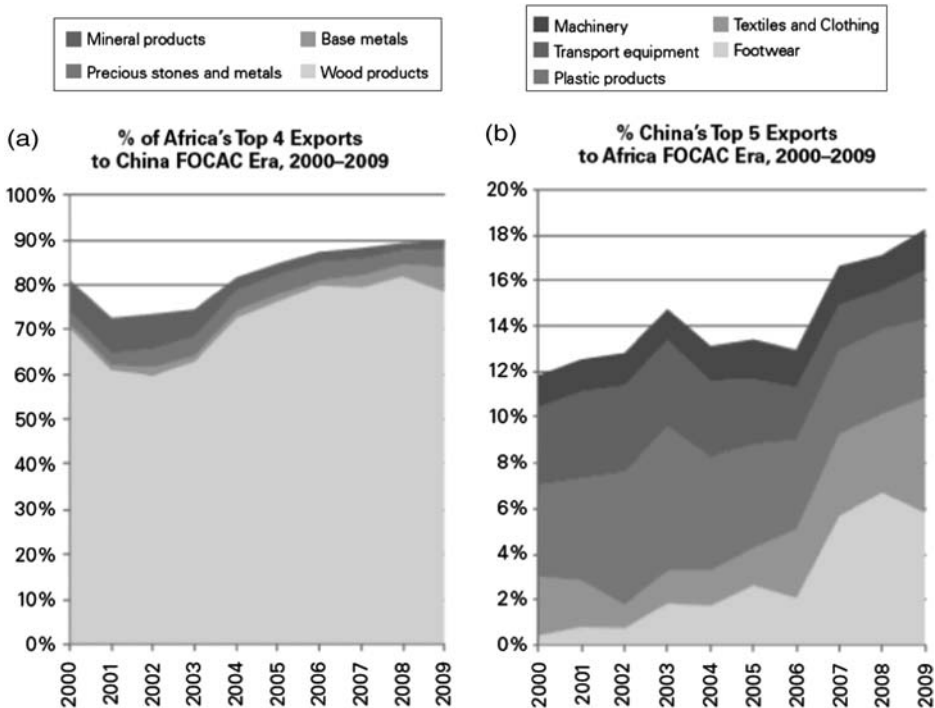 Mineral products
Base metals
Precious stones and metals
Wood products
Machinery
Textiles and Clothing
Transport equipment
Footwear
Plastic products
(a)
% of Africa's Top 4 Exports
to China FOCAC Era, 2000–2009
100%
90%
80%
70%
60%
50%
40%
30%
20%
10%
0%
2000
2001
2002
2003
2004
2005
2006
2007
2008
2009
(b)
% China's Top 5 Exports
to Africa FOCAC Era, 2000–2009
20%
18%
16%
14%
12%
10%
8%
6%
4%
2%
0%
2000
2001
2002
2003
2004
2005
2006
2007
2008
2009